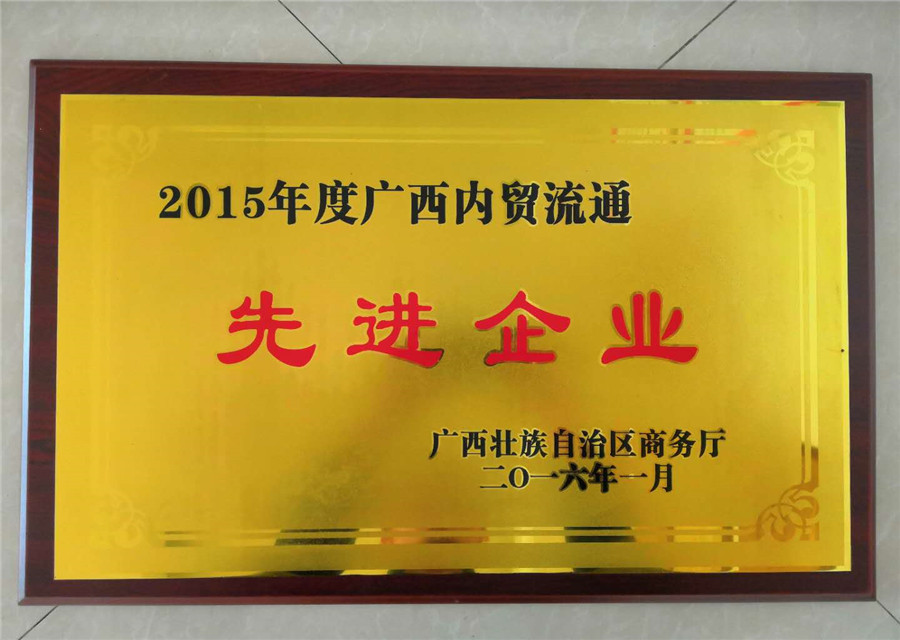 2015年度广西内贸流通
先进企业
广西壮族自治区商务厅
二〇一六年一月